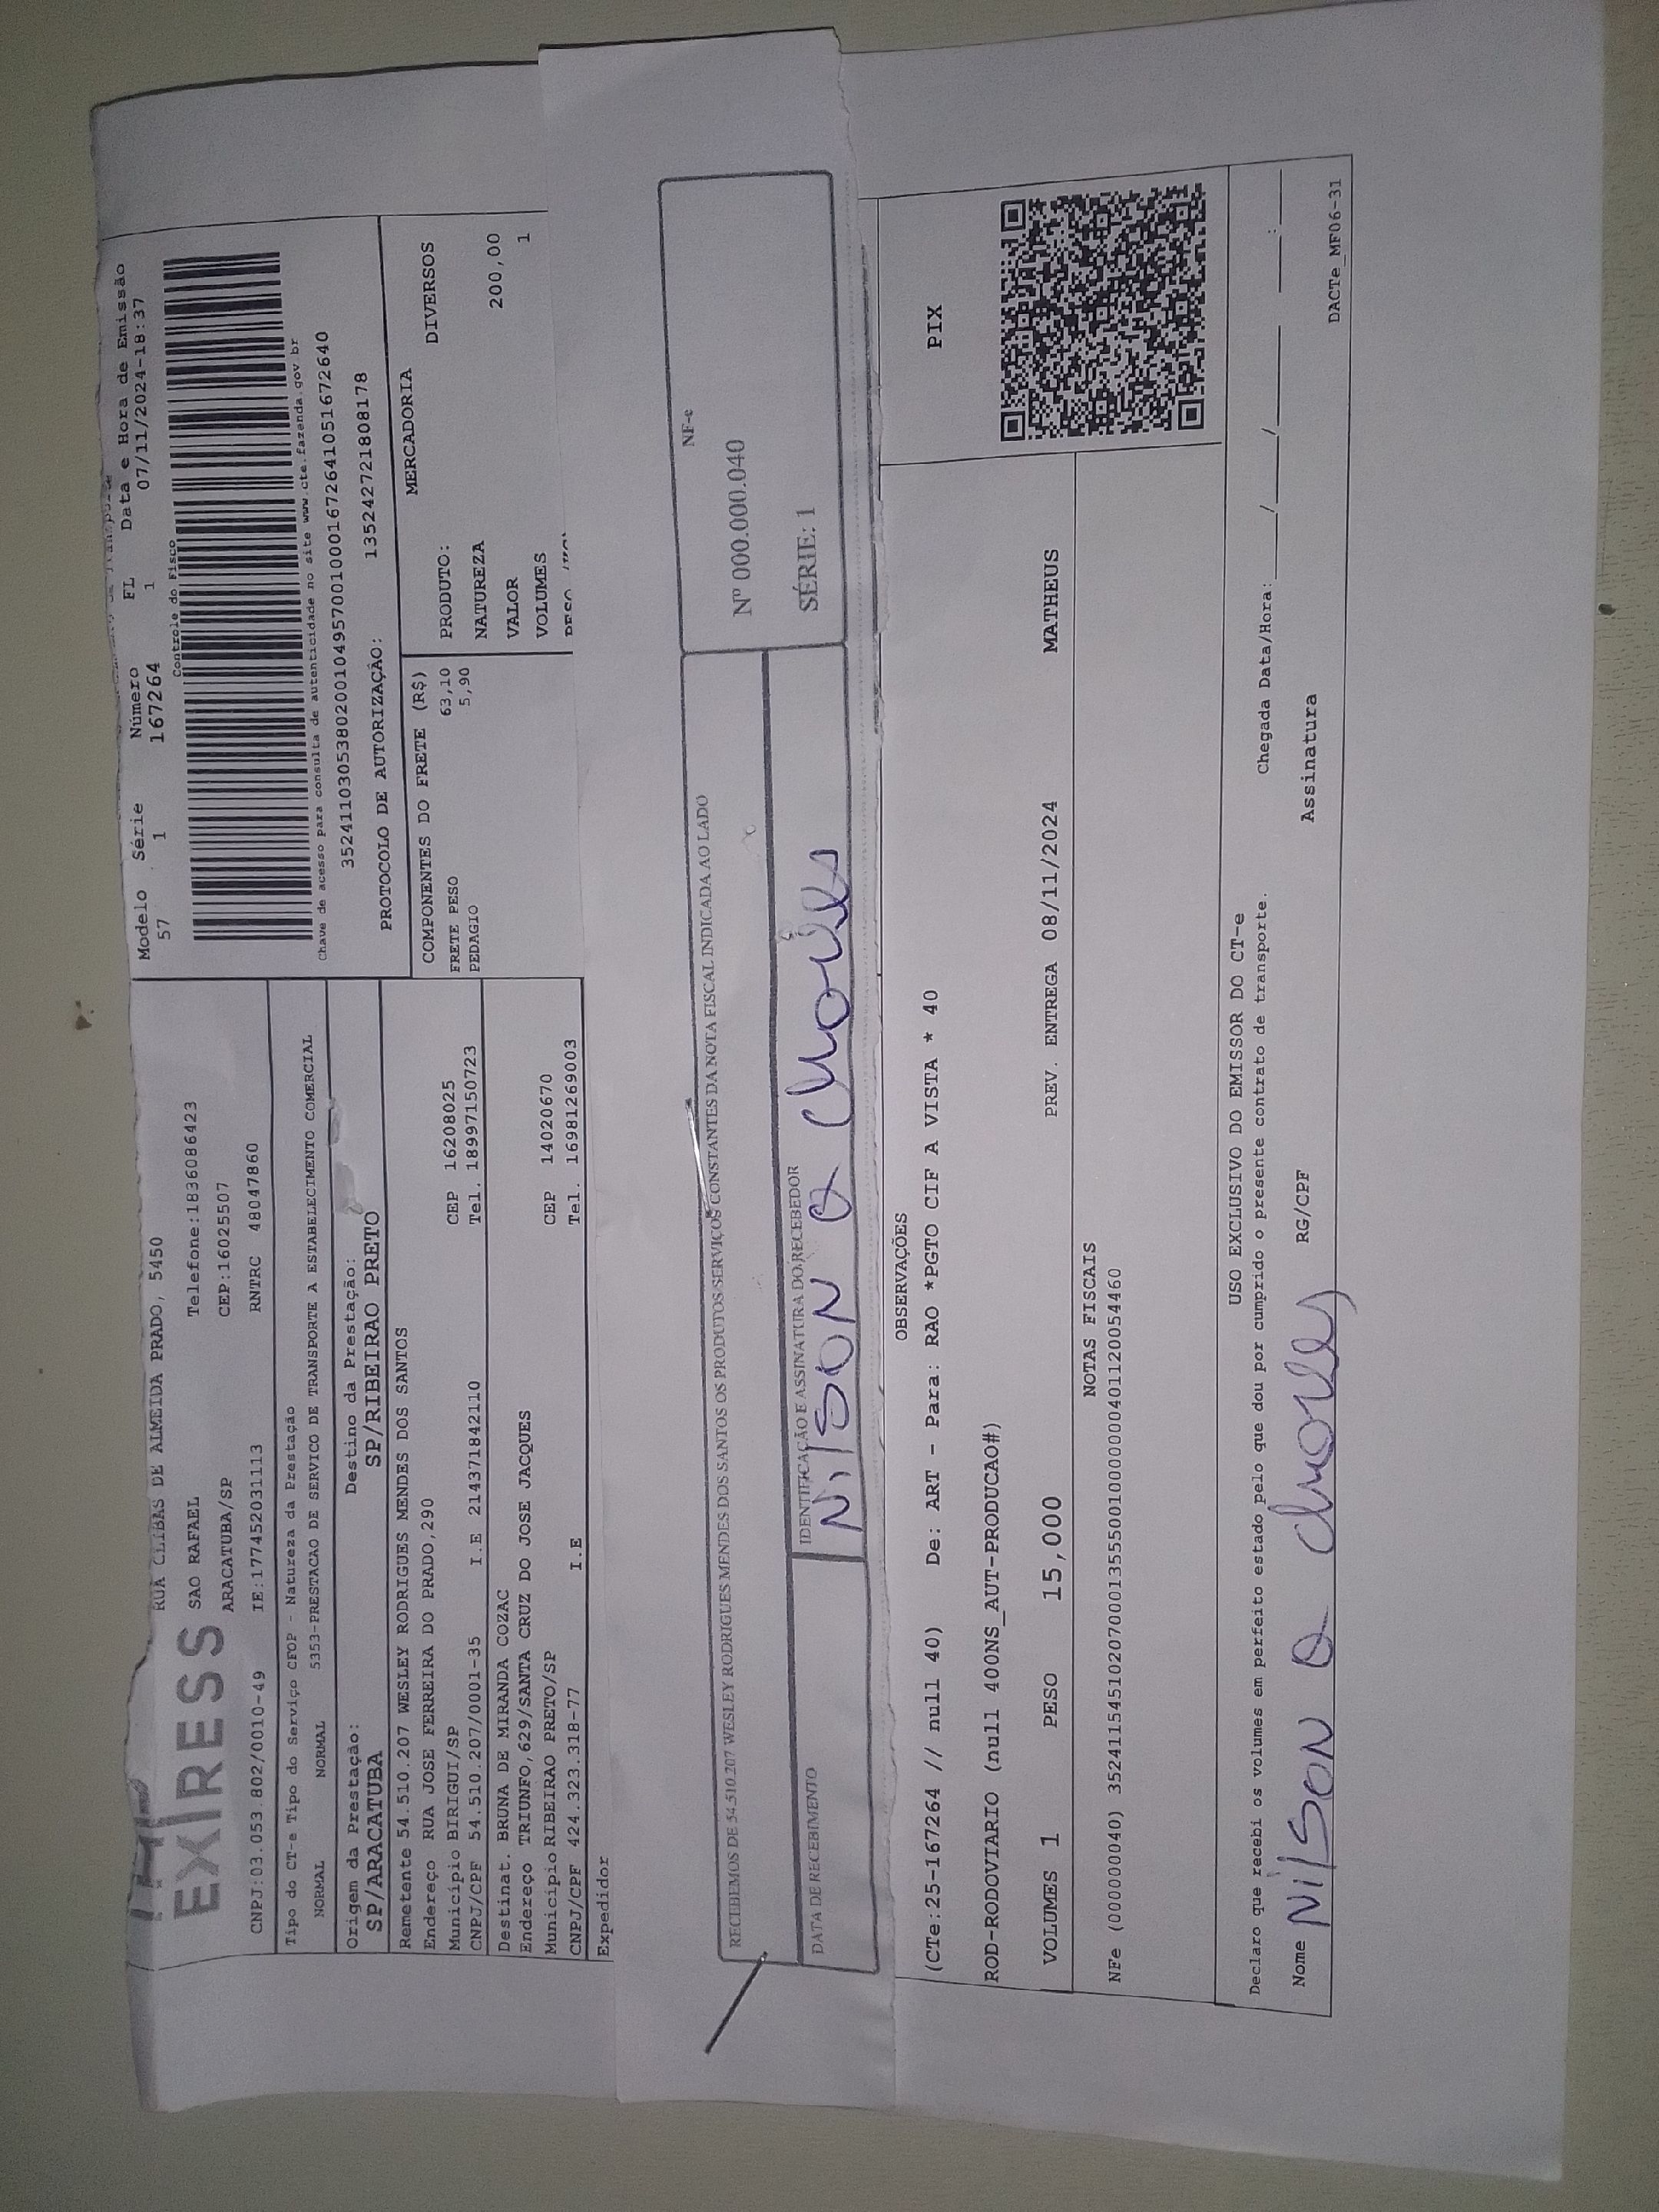 EXPRESS
RUA CLIBAS DE ALMEIDA PRADO, 5450
SAO RAFAEL Telefone:1836086423
ARACATUBA/SP CEP:16025507
CNPJ:03.053.802/0010-49 IE:177452031113 RNTRC 48047860
Modelo Série Número FL Data e Hora de Emissão
57 1 167264 1 07/11/2024-18:37
Controle do Fisco
Chave de acesso para consulta de autenticidade no site www.cte.fazenda.gov.br
PROTOCOLO DE AUTORIZAÇÃO: 135242721808178
Tipo do CT-e Tipo do Serviço CFOP - Natureza da Prestação
NORMAL NORMAL 5353-PRESTACAO DE SERVICO DE TRANSPORTE A ESTABELECIMENTO COMERCIAL
Origem da Prestação: Destino da Prestação:
SP/ARACATUBA SP/RIBEIRAO PRETO
Remetente 54.510.207 WESLEY RODRIGUES MENDES DOS SANTOS
Endereço RUA JOSE FERREIRA DO PRADO,290
Município BIRIGUI/SP CEP 16208025
CNPJ/CPF 54.510.207/0001-35 I.E 214371842110 Tel. 18997150723
Destinat. BRUNA DE MIRANDA COZAC
Endereço TRIUNFO,629/SANTA CRUZ DO JOSE JACQUES
Município RIBEIRAO PRETO/SP CEP 14020670
CNPJ/CPF 424.323.318-77 I.E Tel. 16981269003
Expedidor
COMPONENTES DO FRETE (R$)
FRETE PESO 63,10
PEDAGIO 5,90
MERCADORIA
PRODUTO: DIVERSOS
NATUREZA
VALOR 200,00
VOLUMES 1
RECEBEMOS DE 54.510.207 WESLEY RODRIGUES MENDES DOS SANTOS OS PRODUTOS/SERVIÇOS CONSTANTES DA NOTA FISCAL INDICADA AO LADO
DATA DE RECEBIMENTO IDENTIFICAÇÃO E ASSINATURA DO RECEBEDOR
Nilson
NF-e
Nº 000.000.040
SÉRIE: 1
OBSERVAÇÕES
(CTe:25-167264 // null 40) De: ART - Para: RAO *PGTO CIF A VISTA * 40
ROD-RODOVIARIO (null 400NS_AUT-PRODUCAO#)
VOLUMES 1 PESO 15,000 PREV. ENTREGA 08/11/2024 MATHEUS
PIX
NOTAS FISCAIS
USO EXCLUSIVO DO EMISSOR DO CT-e
Declaro que recebi os volumes em perfeito estado pelo que dou por cumprido o presente contrato de transporte. Chegada Data/Hora: ___/___/___ ___:___
Nome Nilson RG/CPF Assinatura
DACTe_MF06-31